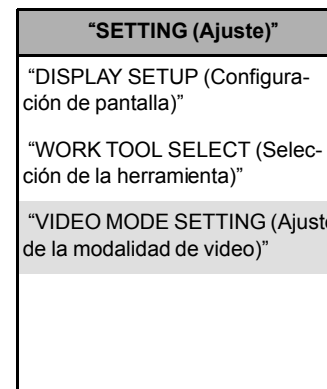 “SETTING (Ajuste)”
“DISPLAY SETUP (Configura-
ción de pantalla)”
“WORK TOOL SELECT (Selec-
ción de la herramienta)”
“VIDEO MODE SETTING (Ajuste
de la modalidad de video)”